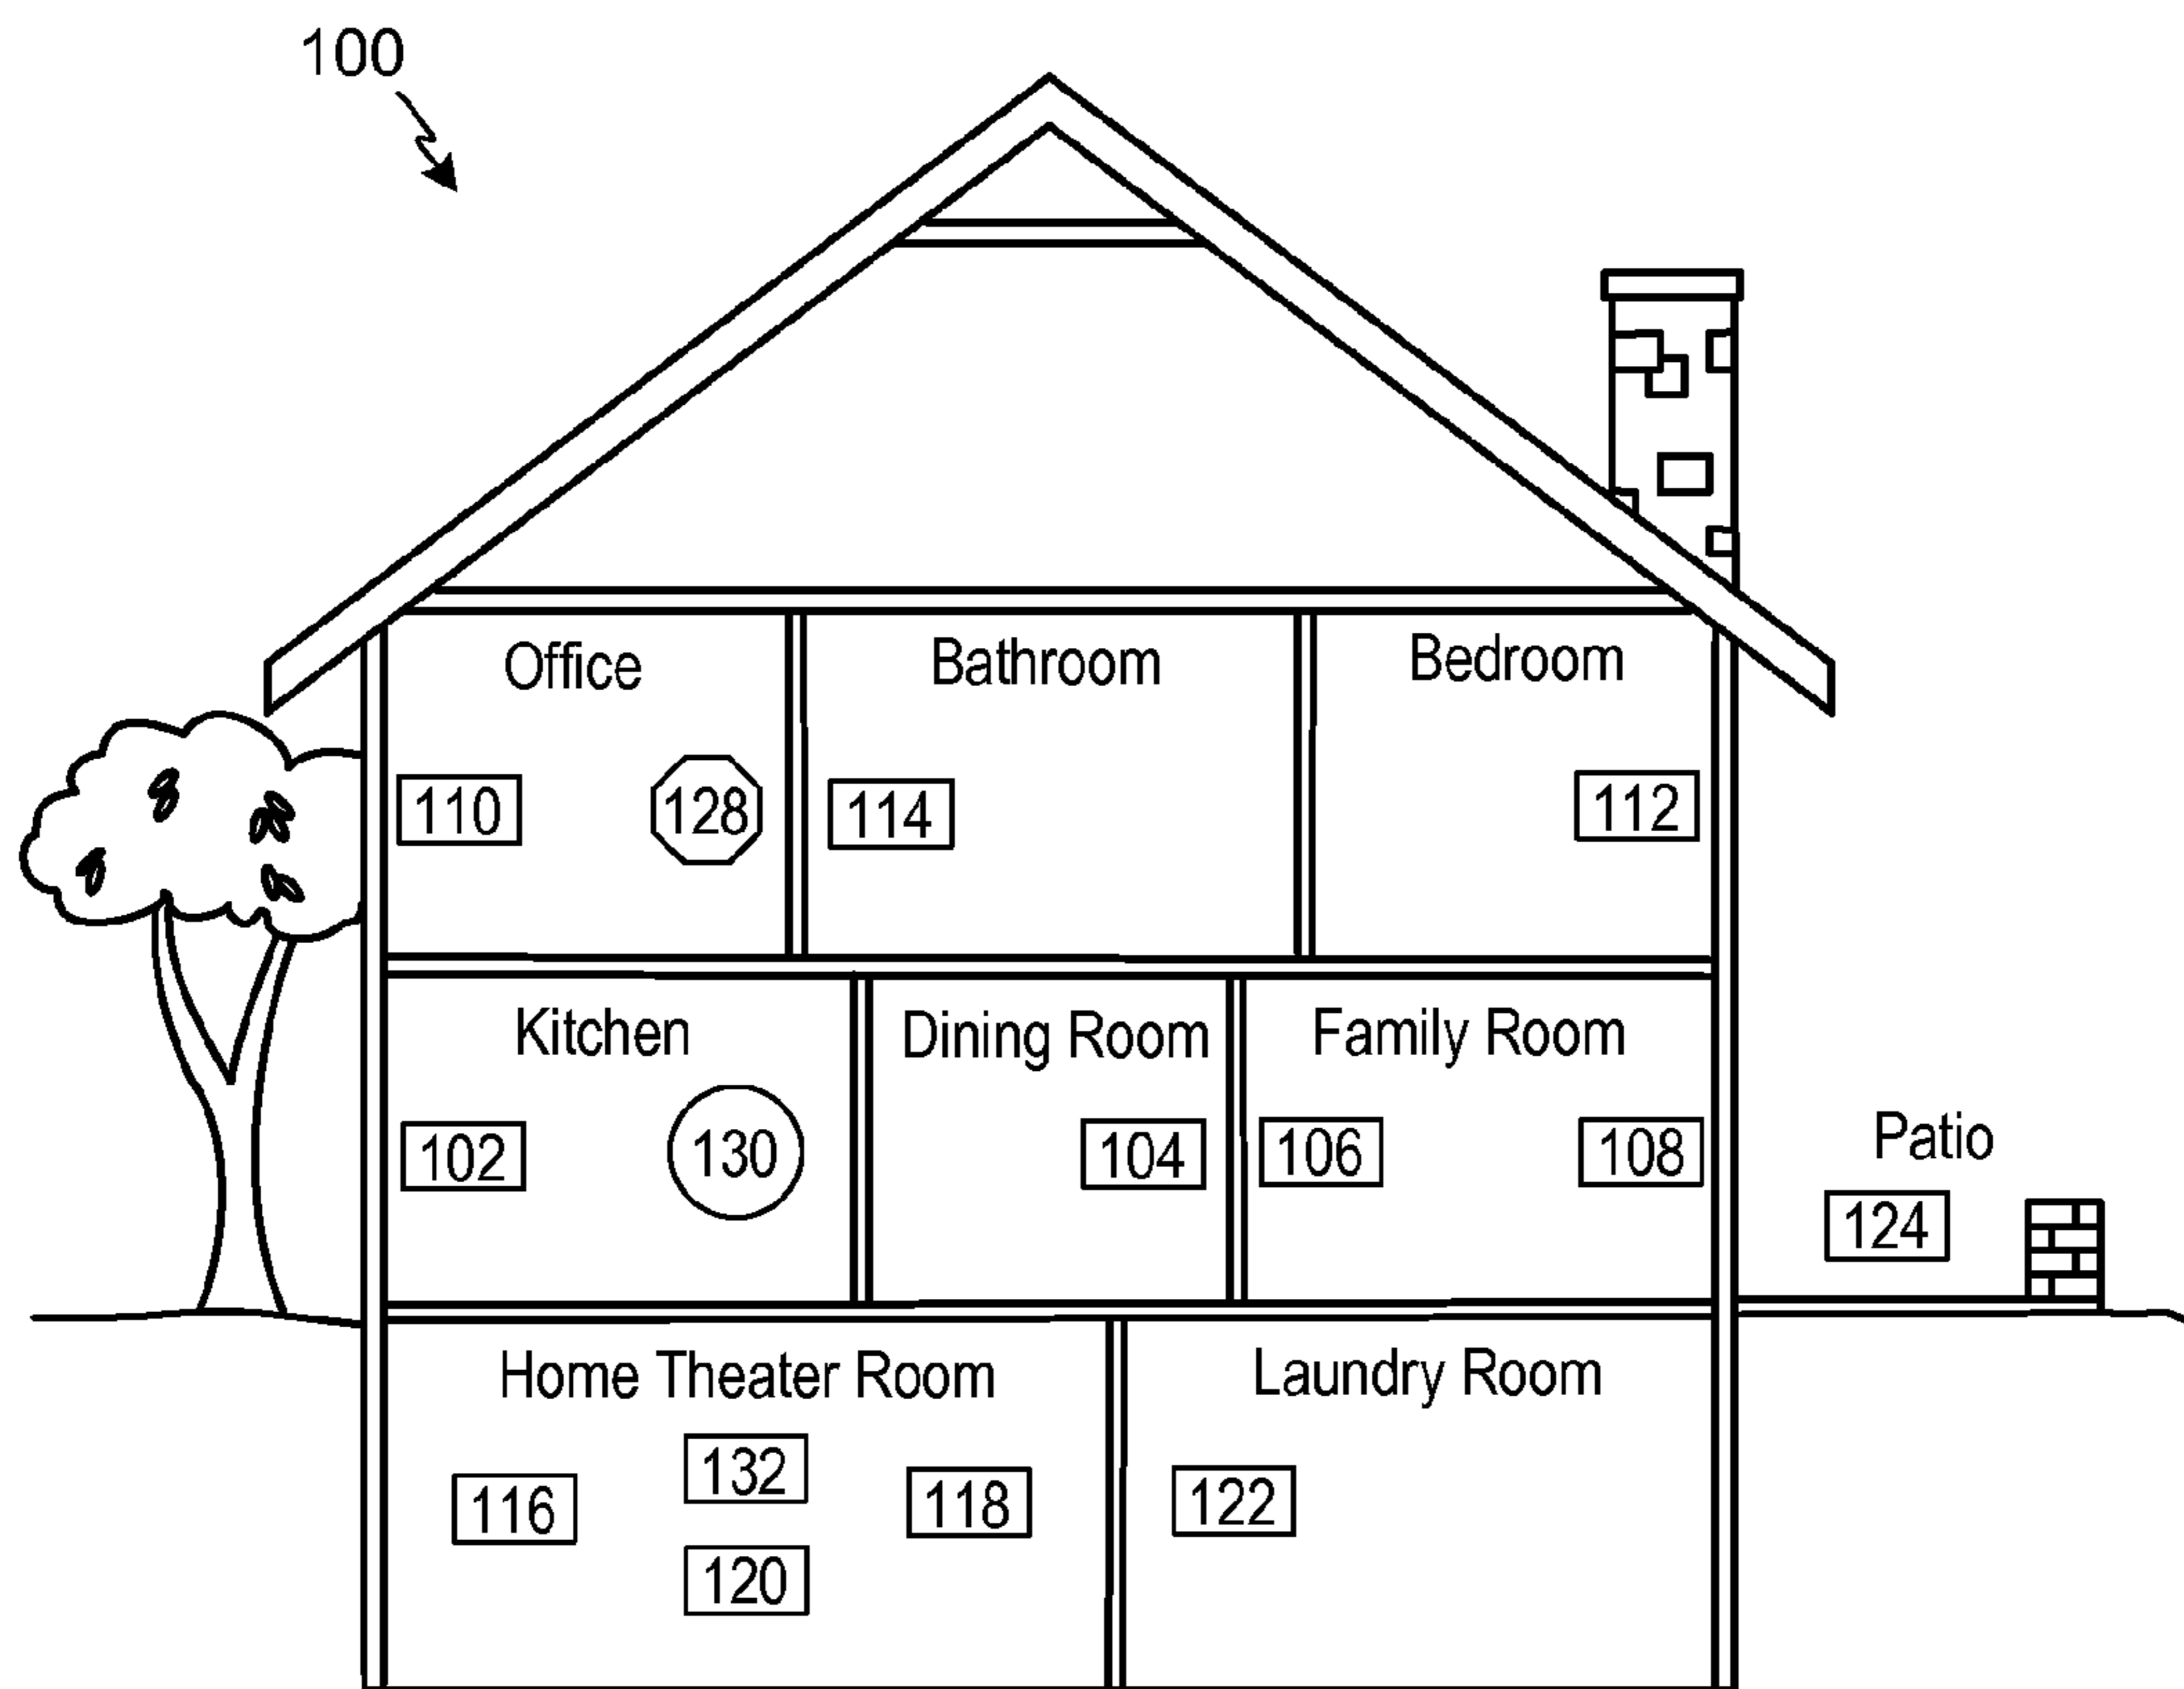 100
Office
Bathroom
Bedroom
110
128
114
112
Kitchen
Dining Room
Family Room
102
130
104
106
108
Patio
124
Home Theater Room
Laundry Room
132
116
118
122
120